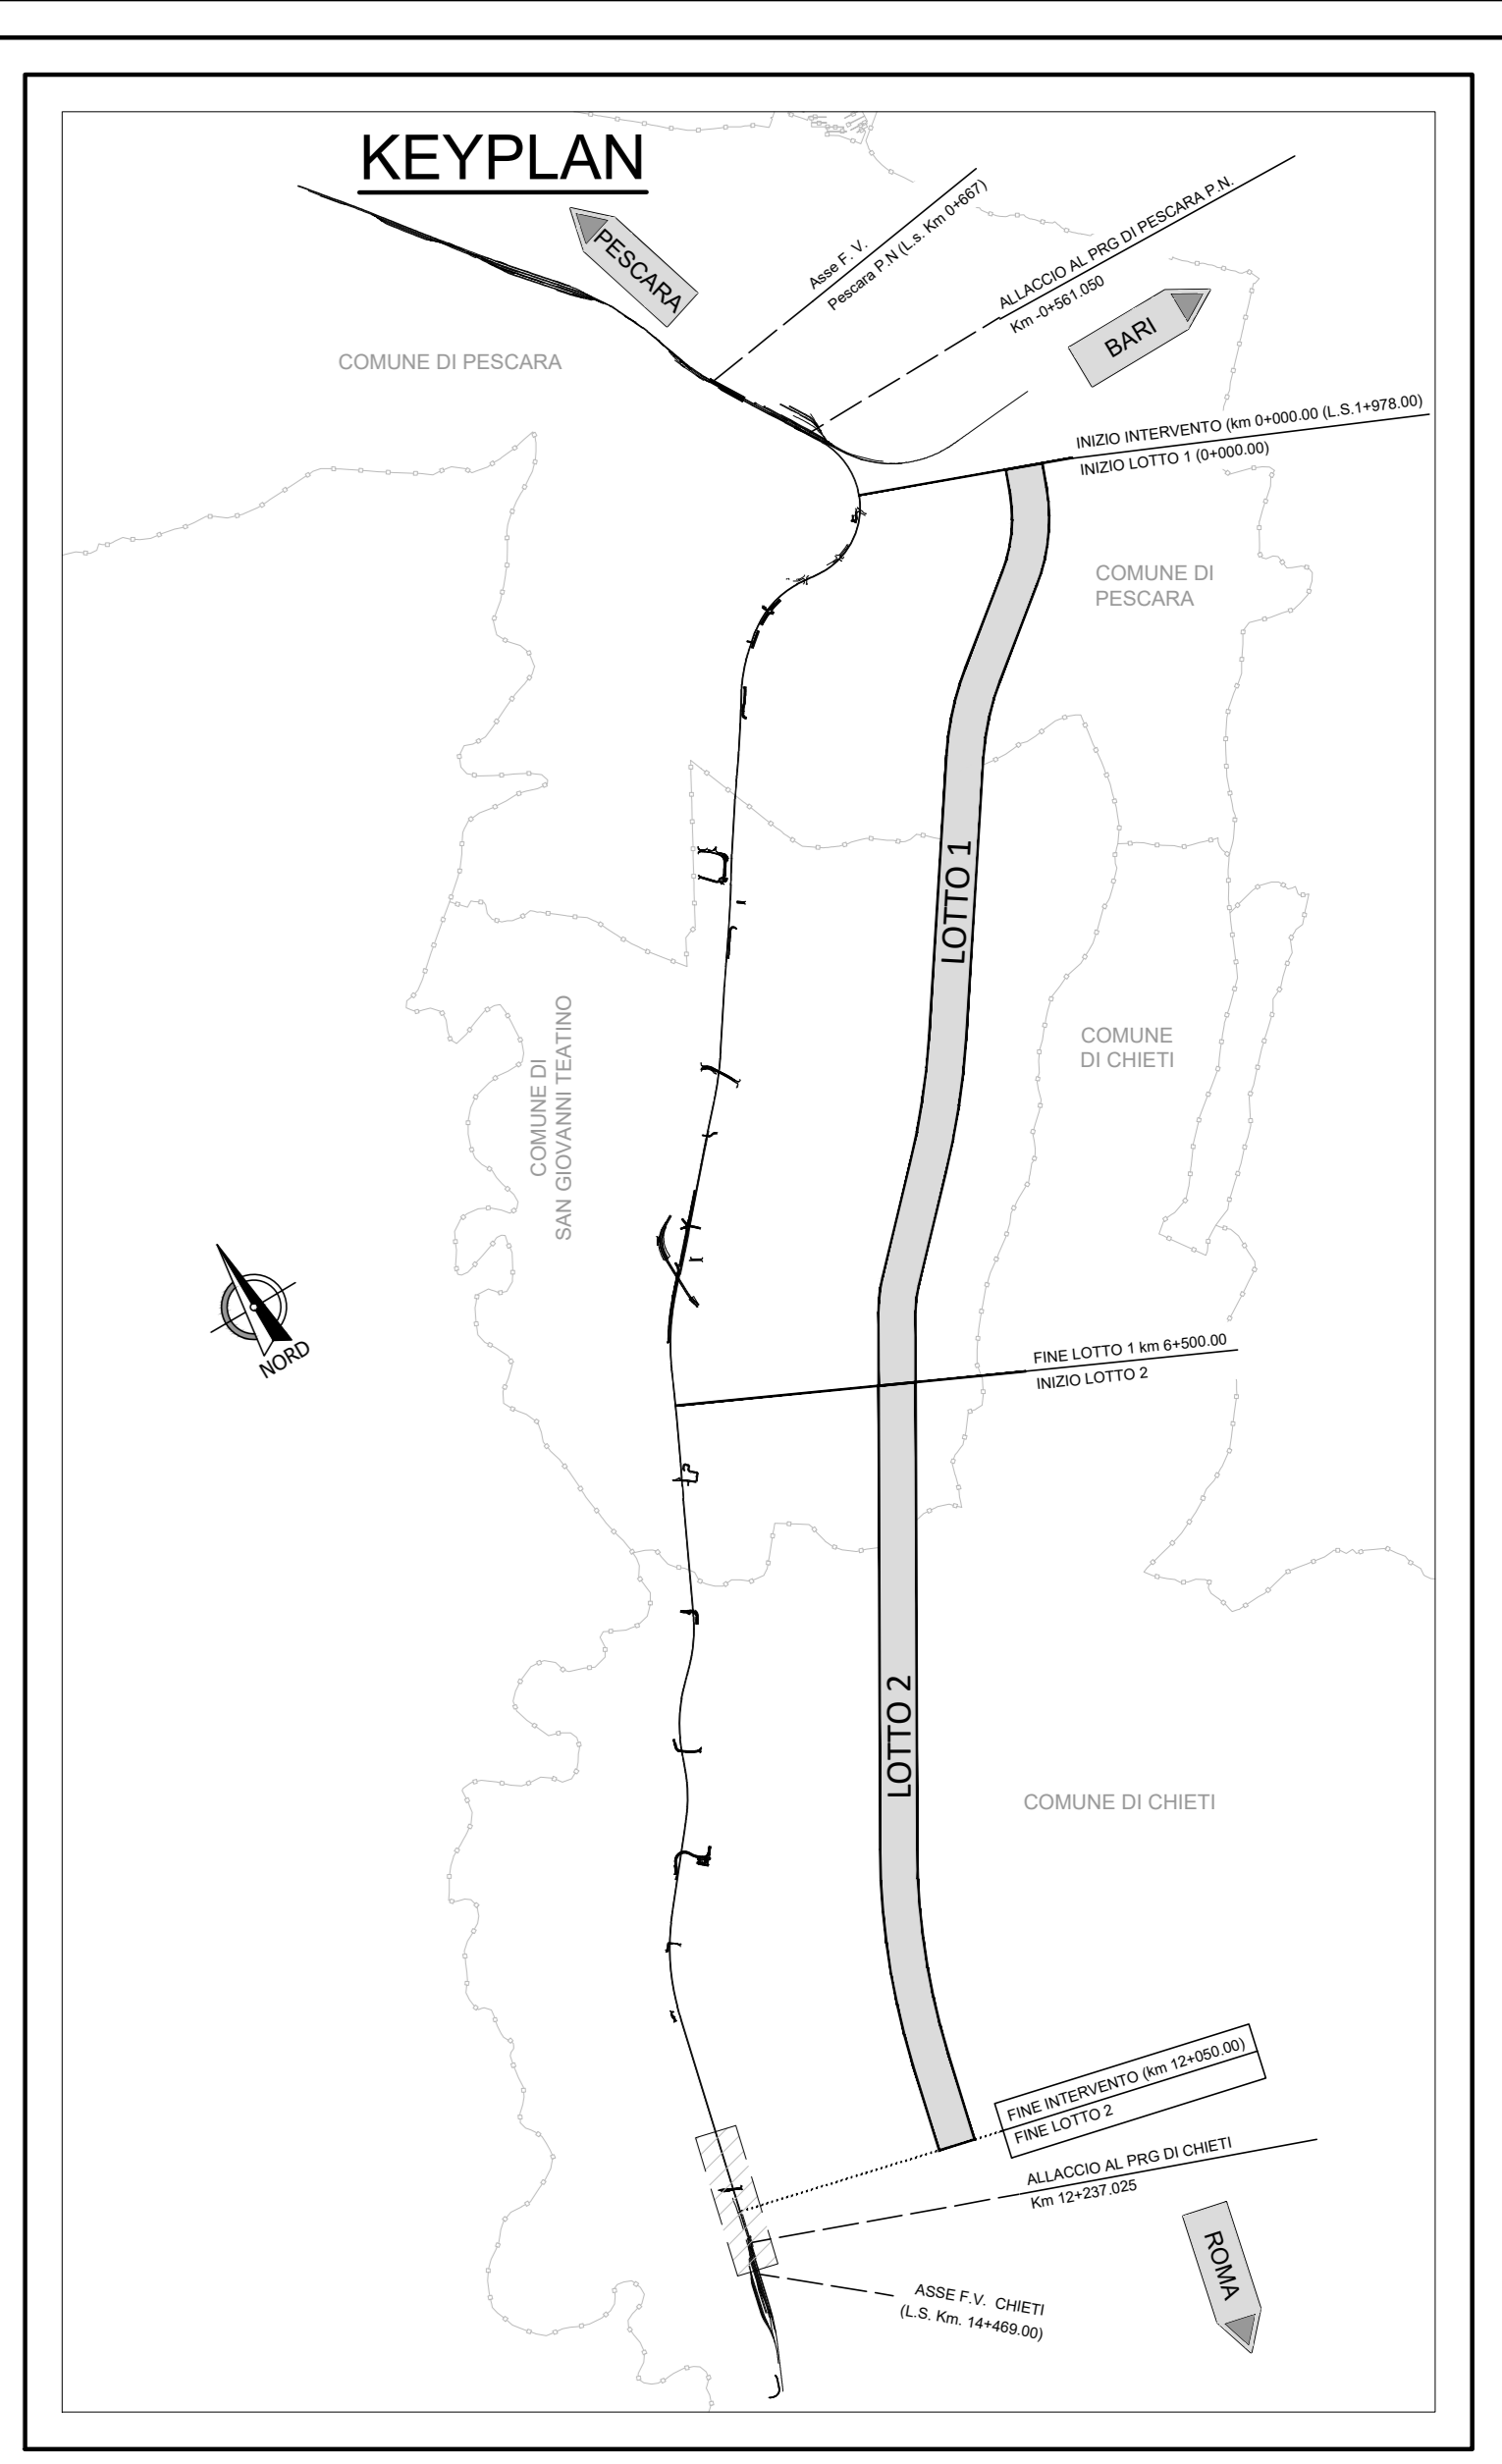 KEYPLAN
PESCARA
Asse F. V.
Pescara P.N (L.s. Km 0+667)
ALLACCIO AL PRG DI PESCARA P.N.
Km -0+561.050
BARI
COMUNE DI PESCARA
INIZIO INTERVENTO (km 0+000.00 (L.S.1+978.00)
INIZIO LOTTO 1 (0+000.00)
COMUNE DI
PESCARA
LOTTO 1
COMUNE DI
SAN GIOVANNI TEATINO
COMUNE
DI CHIETI
NORD
FINE LOTTO 1 km 6+500.00
INIZIO LOTTO 2
LOTTO 2
COMUNE DI CHIETI
FINE INTERVENTO (km 12+050.00)
FINE LOTTO 2
ALLACCIO AL PRG DI CHIETI
Km 12+237.025
ROMA
ASSE F.V. CHIETI
(L.S. Km. 14+469.00)